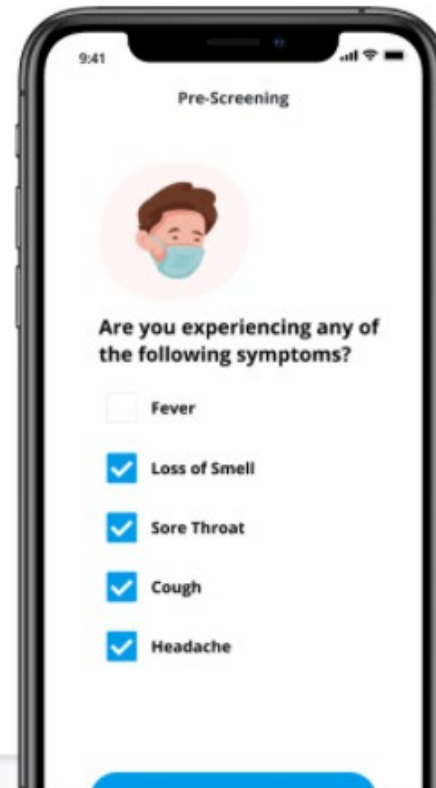 9:41
Pre-Screening
Are you experiencing any of
the following symptoms?
Fever
Loss of Smell
Sore Throat
Cough
Headache